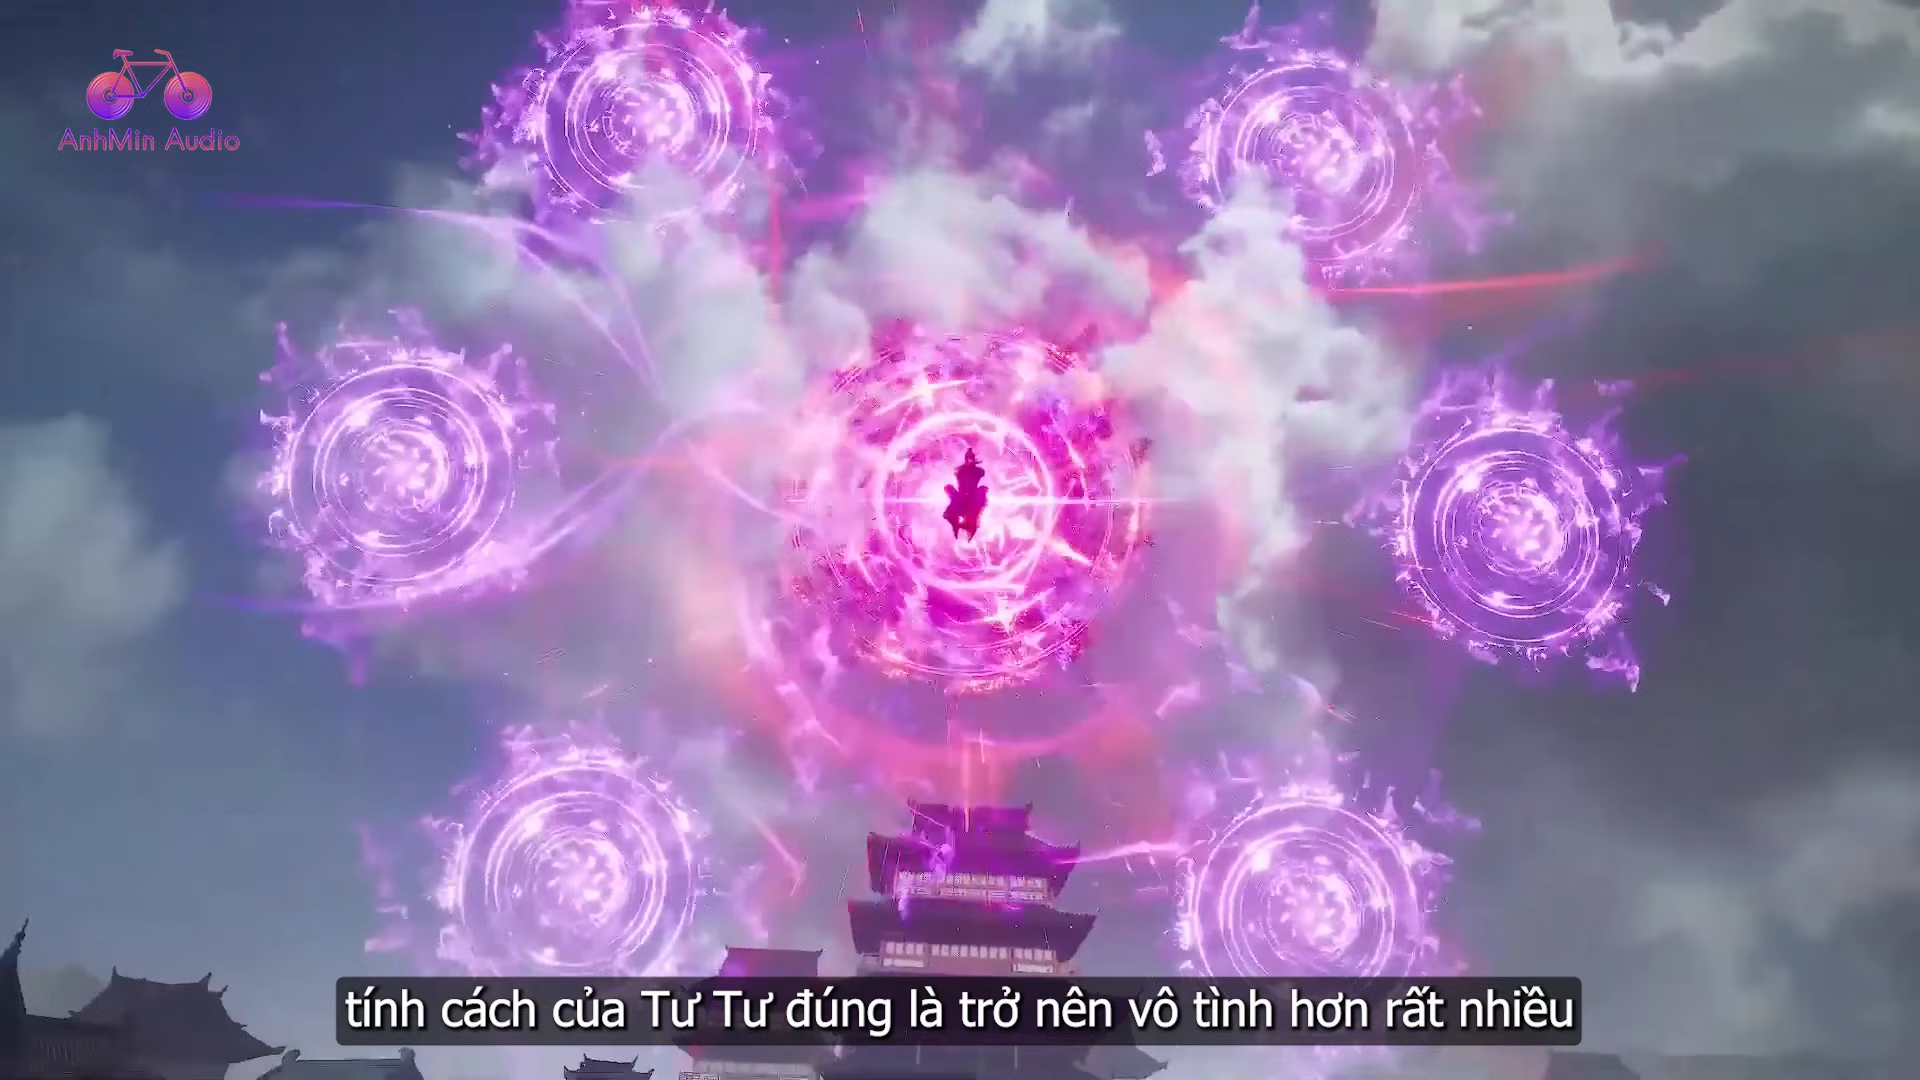 AnhMin Audio
tính cách của Tư Tư đúng là trở nên vô tình hơn rất nhiều